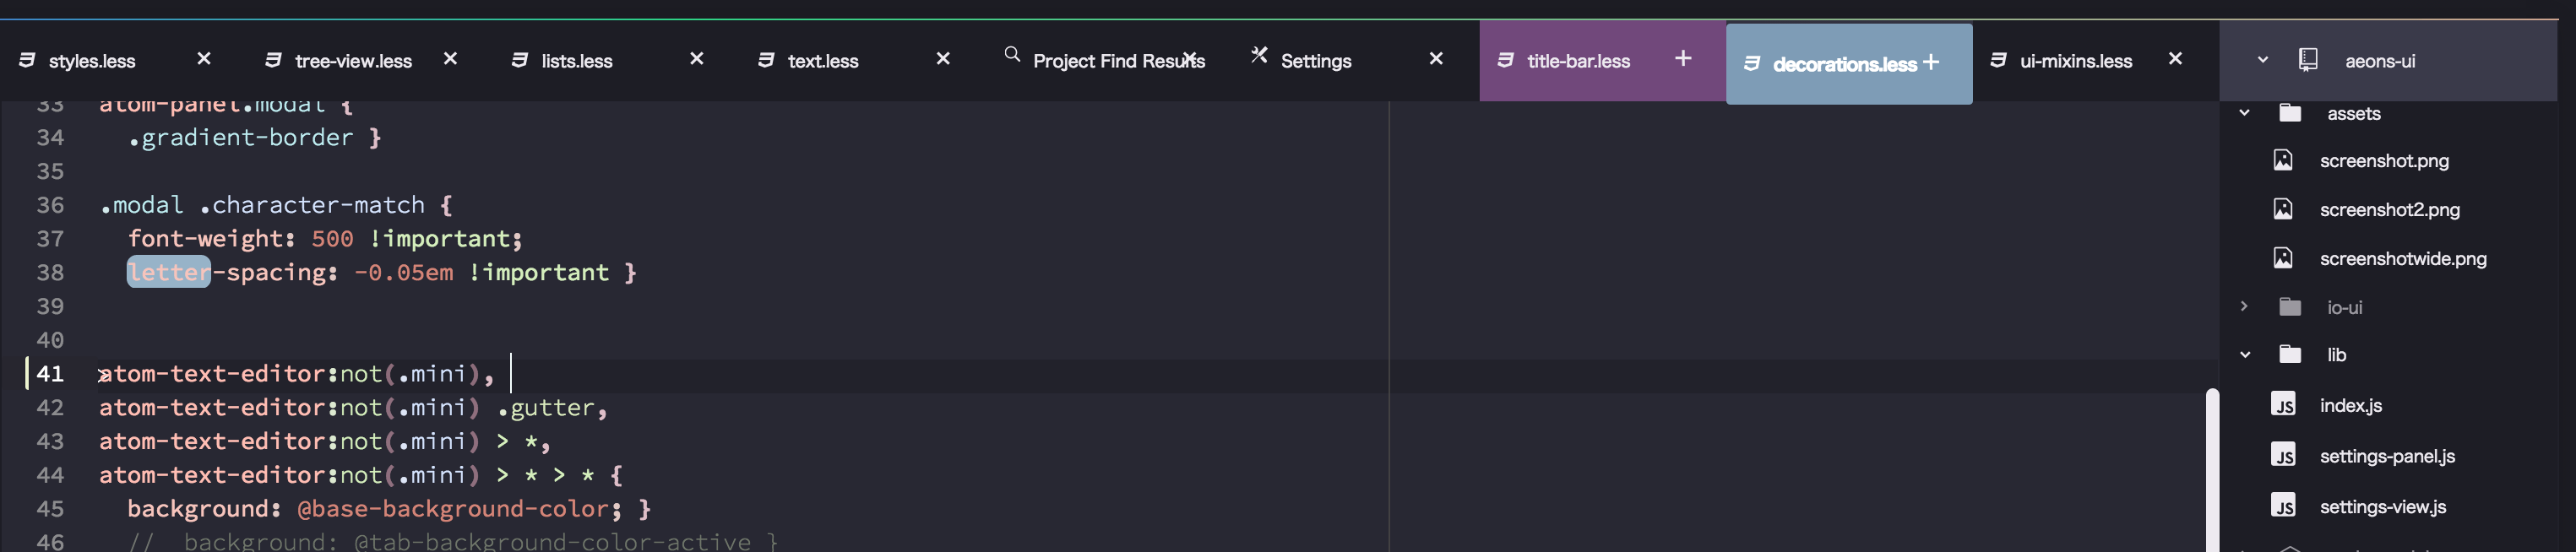 styles.less
tree-view.less
lists.less
text.less
Project Find Results
Settings
title-bar.less
decorations.less
ui-mixins.less
33 atom-panel.modal {
34 .gradient-border }
35
36 .modal .character-match {
37 font-weight: 500 !important;
38 letter-spacing: -0.05em !important }
39
40
41 atom-text-editor:not(.mini),
42 atom-text-editor:not(.mini) .gutter,
43 atom-text-editor:not(.mini) > *,
44 atom-text-editor:not(.mini) > * > * {
45 background: @base-background-color; }
46 // background: @tab-background-color-active }
aeons-ui
assets
screenshot.png
screenshot2.png
screenshotwide.png
io-ui
lib
JS index.js
JS settings-panel.js
JS settings-view.js